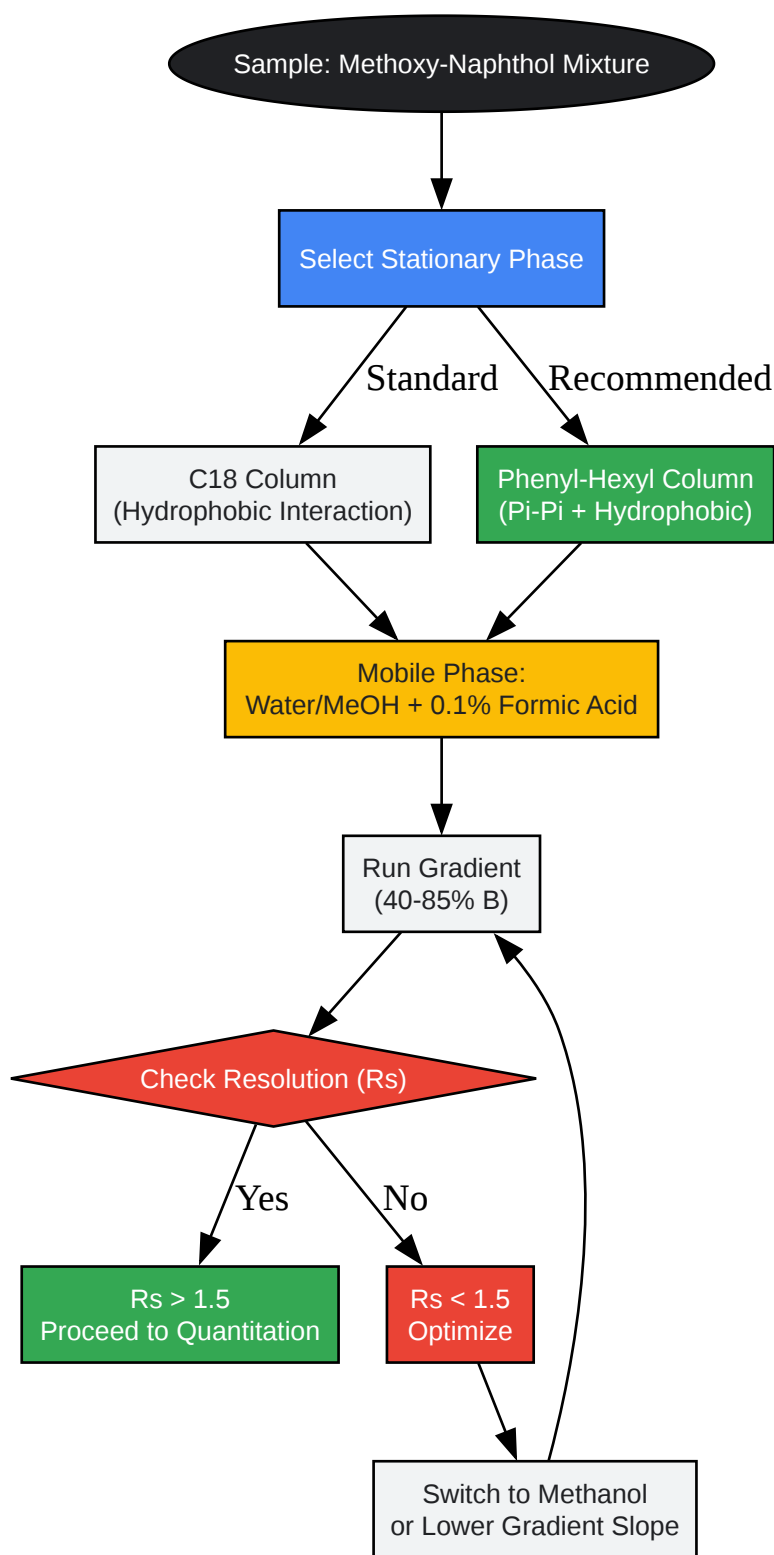 Sample: Methoxy-Naphthol Mixture
Select Stationary Phase
Standard
Recommended
C18 Column
(Hydrophobic Interaction)
Phenyl-Hexyl Column
(Pi-Pi + Hydrophobic)
Mobile Phase:
Water/MeOH + 0.1% Formic Acid
Run Gradient
(40-85% B)
Check Resolution (Rs)
Yes
No
Rs > 1.5
Proceed to Quantitation
Rs < 1.5
Optimize
Switch to Methanol
or Lower Gradient Slope